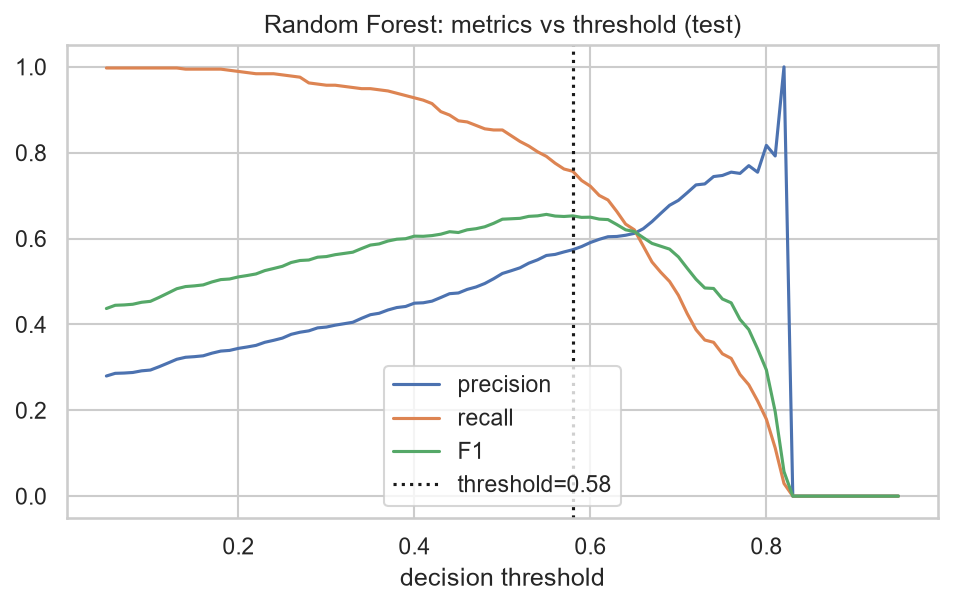 Random Forest: metrics vs threshold (test)
1.0
0.8
0.6
0.4
0.2
0.0
precision
recall
F1
threshold=0.58
0.2 0.4 0.6 0.8
decision threshold